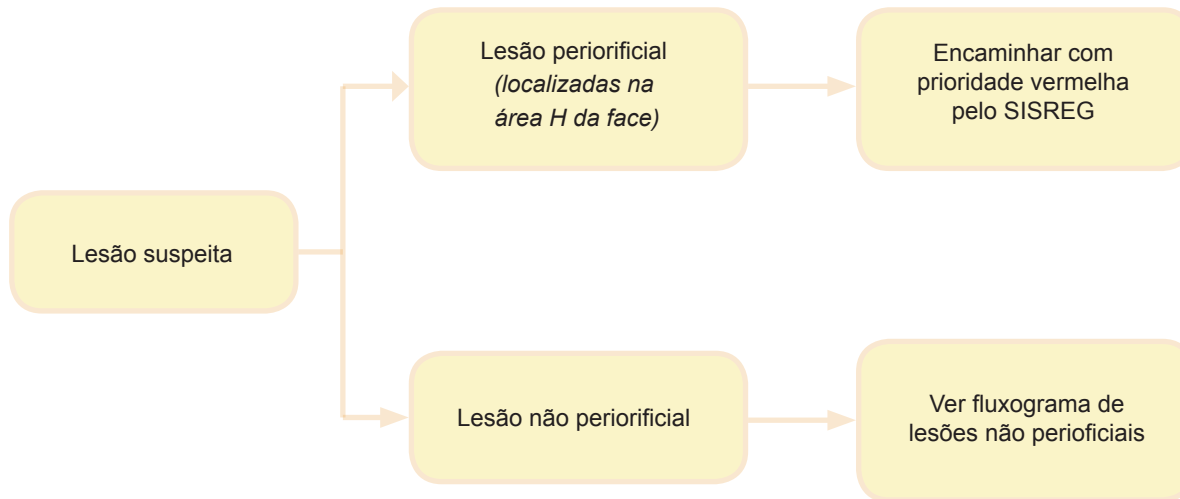 Lesão periorificial
(localizadas na
área H da face)
Encaminhar com
prioridade vermelha
pelo SISREG
Lesão suspeita
Lesão não periorificial
Ver fluxograma de
lesões não perioficiais